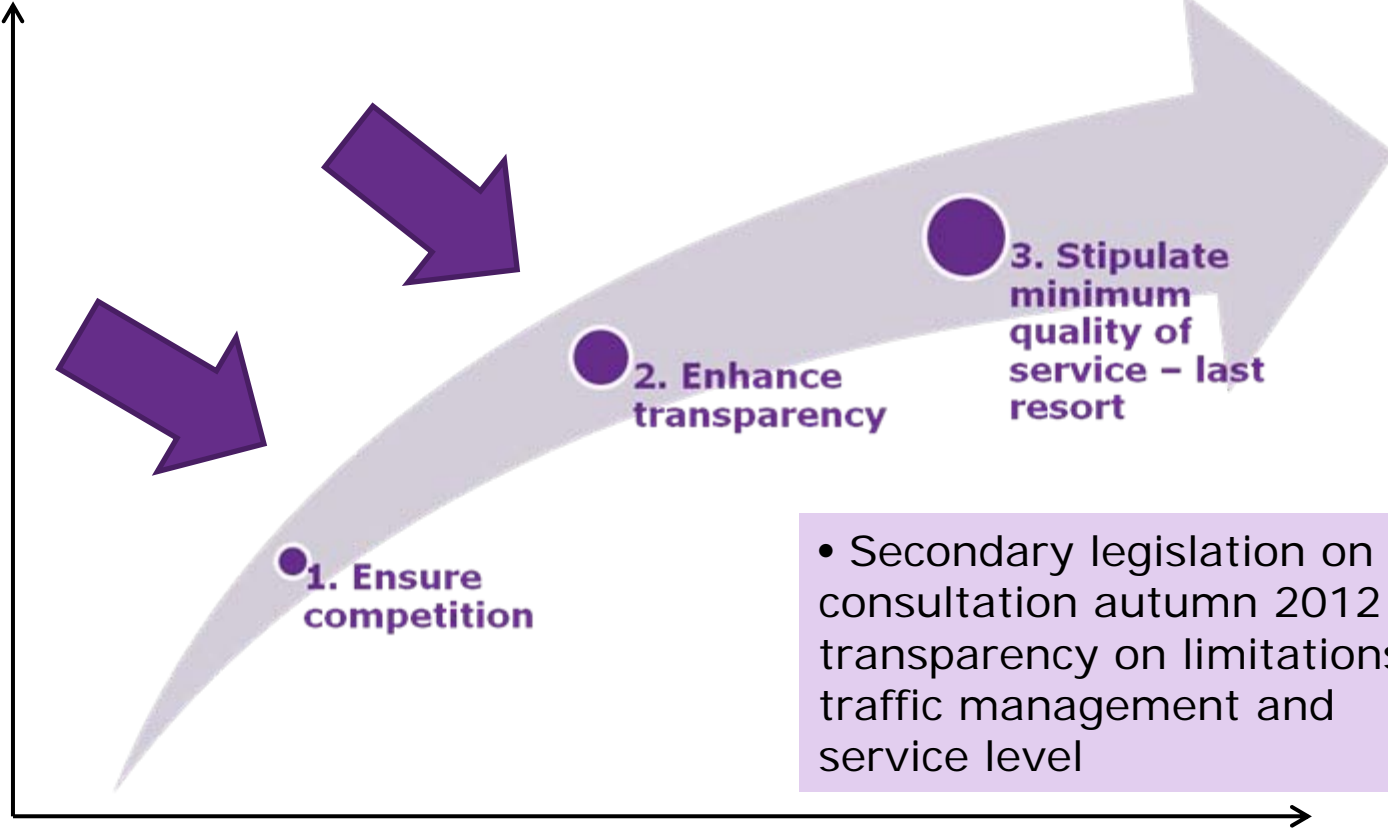 3. Stipulate
minimum
quality of
service – last
resort
2. Enhance
transparency
1. Ensure
competition
• Secondary legislation on
consultation autumn 2012
transparency on limitations
traffic management and
service level